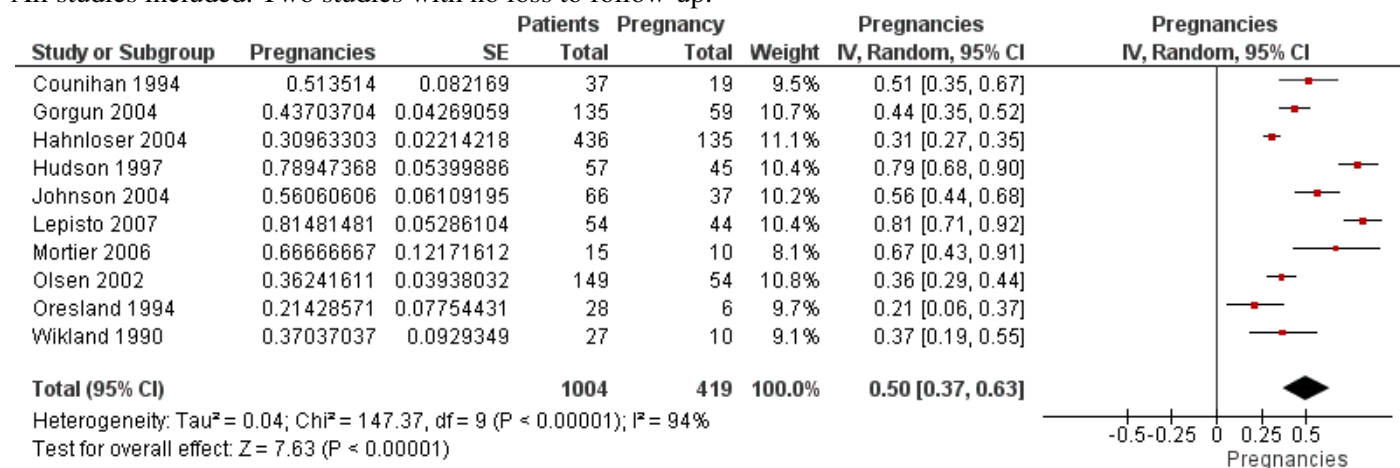 All studies included. Two studies with no loss to follow-up.
Patients Pregnancy Pregnancies Pregnancies
Study or Subgroup Pregnancies SE Total Total Weight IV, Random, 95% CI IV, Random, 95% CI
Counihan 1994 0.513514 0.082169 37 19 9.5% 0.51 [0.35, 0.67]
Gorgun 2004 0.43703704 0.04269059 135 59 10.7% 0.44 [0.35, 0.52]
Hahnloser 2004 0.30963303 0.02214218 436 135 11.1% 0.31 [0.27, 0.35]
Hudson 1997 0.78947368 0.05399886 57 45 10.4% 0.79 [0.68, 0.90]
Johnson 2004 0.56060606 0.06109195 66 37 10.2% 0.56 [0.44, 0.68]
Lepisto 2007 0.81481481 0.05286104 54 44 10.4% 0.81 [0.71, 0.92]
Mortier 2006 0.66666667 0.12171612 15 10 8.1% 0.67 [0.43, 0.91]
Olsen 2002 0.36241611 0.03938032 149 54 10.8% 0.36 [0.29, 0.44]
Oresland 1994 0.21428571 0.07754431 28 6 9.7% 0.21 [0.06, 0.37]
Wikland 1990 0.37037037 0.0929349 27 10 9.1% 0.37 [0.19, 0.55]
Total (95% CI) 1004 419 100.0% 0.50 [0.37, 0.63]
Heterogeneity: Tau² = 0.04; Chi² = 147.37, df = 9 (P < 0.00001); I² = 94%
Test for overall effect: Z = 7.63 (P < 0.00001)
-0.5 -0.25 0 0.25 0.5
Pregnancies